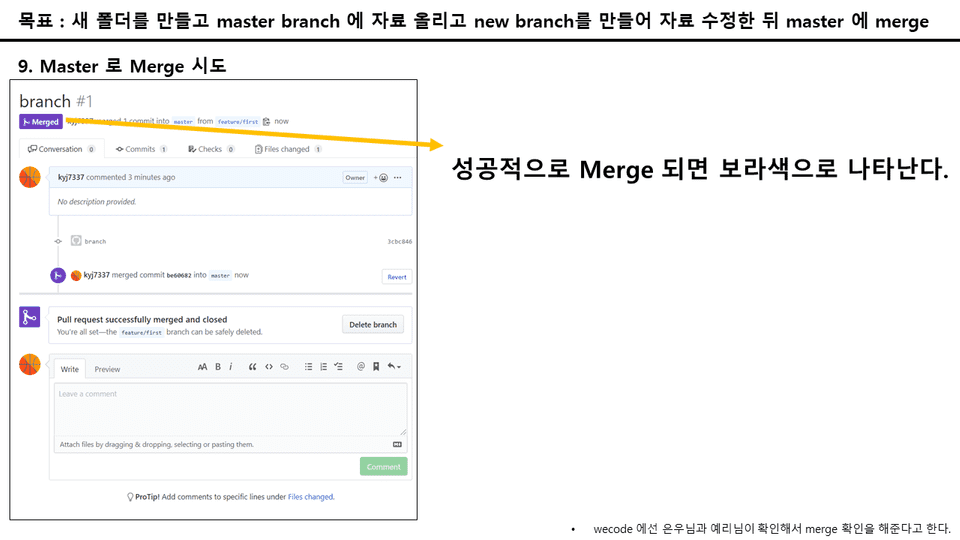 목표 : 새 폴더를 만들고 master branch 에 자료 올리고 new branch를 만들어 자료 수정한 뒤 master 에 merge
9. Master 로 Merge 시도
branch #1
Merged kyj7337 merged 1 commit into master from feature/first now
Conversation 0 Commits 1 Checks 0 Files changed 1
성공적으로 Merge 되면 보라색으로 나타난다.
kyj7337 commented 3 minutes ago Owner
No description provided.
branch 3cbc846
kyj7337 merged commit be60682 into master now Revert
Pull request successfully merged and closed
You're all set—the feature/first branch can be safely deleted. Delete branch
Write Preview
Leave a comment
Attach files by dragging & dropping, selecting or pasting them.
Comment
ProTip! Add comments to specific lines under Files changed.
• wecode 에선 은우님과 예리님이 확인해서 merge 확인을 해준다고 한다.